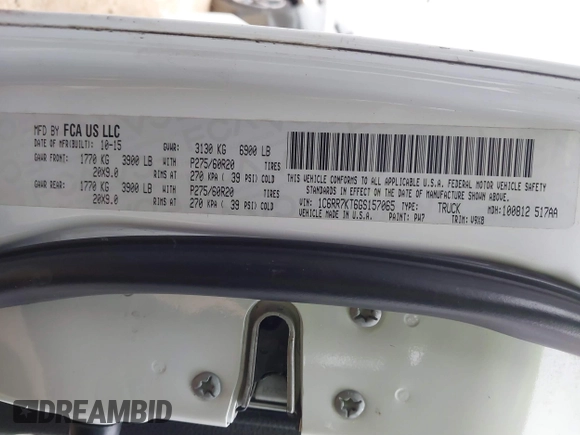 MFD BY FCA US LLC
DATE OF MFR(BUILT): 10-15 GVWR: 3130 KG 6900 LB
GAWR FRONT: 1770 KG 3900 LB WITH P275/60R20 TIRES
20X9.0 RIMS AT 270 KPA ( 39 PSI) COLD
GAWR REAR: 1770 KG 3900 LB WITH P275/60R20 TIRES
20X9.0 RIMS AT 270 KPA ( 39 PSI) COLD
THIS VEHICLE CONFORMS TO ALL APPLICABLE U.S.A. FEDERAL MOTOR VEHICLE SAFETY
STANDARDS IN EFFECT ON THE DATE OF MANUFACTURE SHOWN ABOVE.
VIN: 1C6RR7KT6GS157065 TYPE: TRUCK MDH:100812 517AA
VEHICLE MADE IN U.S.A. PAINT: PW7 TRIM: V9X8
DREAMBID